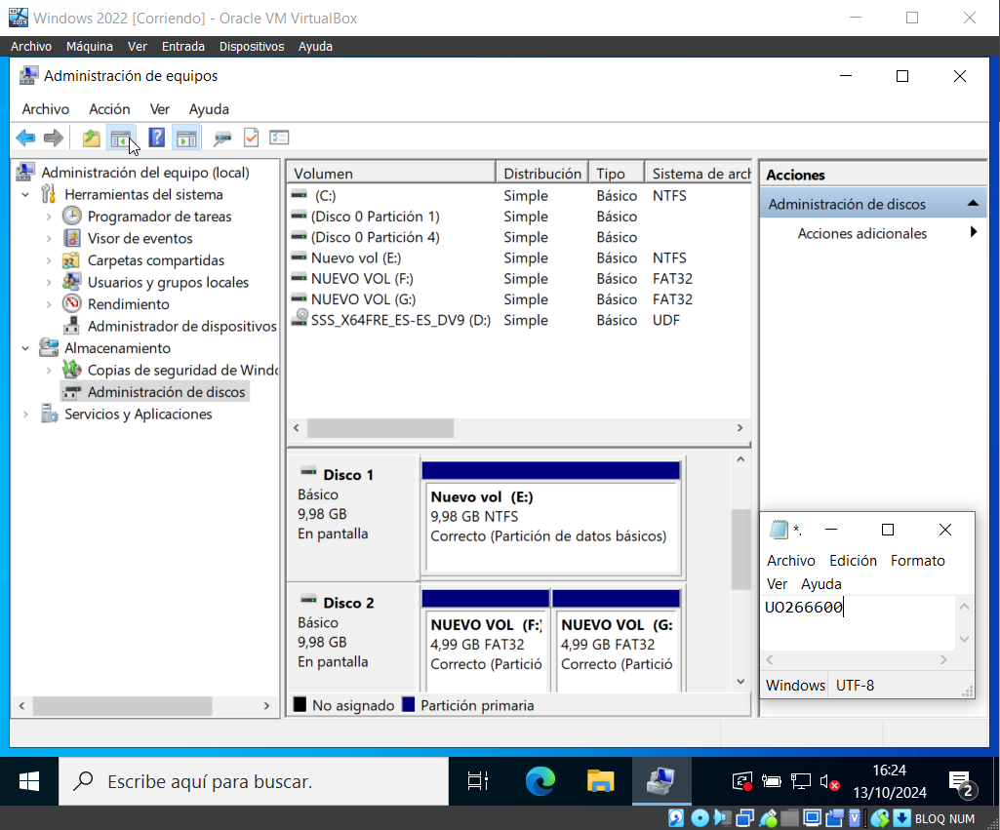 Windows 2022 [Corriendo] - Oracle VM VirtualBox
Archivo Máquina Ver Entrada Dispositivos Ayuda
Administración de equipos
Archivo Acción Ver Ayuda
Administración del equipo (local)
Herramientas del sistema
Programador de tareas
Visor de eventos
Carpetas compartidas
Usuarios y grupos locales
Rendimiento
Administrador de dispositivos
Almacenamiento
Copias de seguridad de Windo
Administración de discos
Servicios y Aplicaciones
Volumen Distribución Tipo Sistema de arch
(C:) Simple Básico NTFS
(Disco 0 Partición 1) Simple Básico
(Disco 0 Partición 4) Simple Básico
Nuevo vol (E:) Simple Básico NTFS
NUEVO VOL (F:) Simple Básico FAT32
NUEVO VOL (G:) Simple Básico FAT32
SSS_X64FRE_ES-ES_DV9 (D:) Simple Básico UDF
Disco 1
Básico
9,98 GB
En pantalla
Nuevo vol (E:)
9,98 GB NTFS
Correcto (Partición de datos básicos)
Disco 2
Básico
9,98 GB
En pantalla
NUEVO VOL (F:)
4,99 GB FAT32
Correcto (Partició
NUEVO VOL (G:
4,99 GB FAT32
Correcto (Partició
No asignado Partición primaria
Acciones
Administración de discos
Acciones adicionales
*.
Archivo Edición Formato
Ver Ayuda
UO266600
Windows UTF-8
Escribe aquí para buscar.
16:24
13/10/2024
2
BLOQ NUM